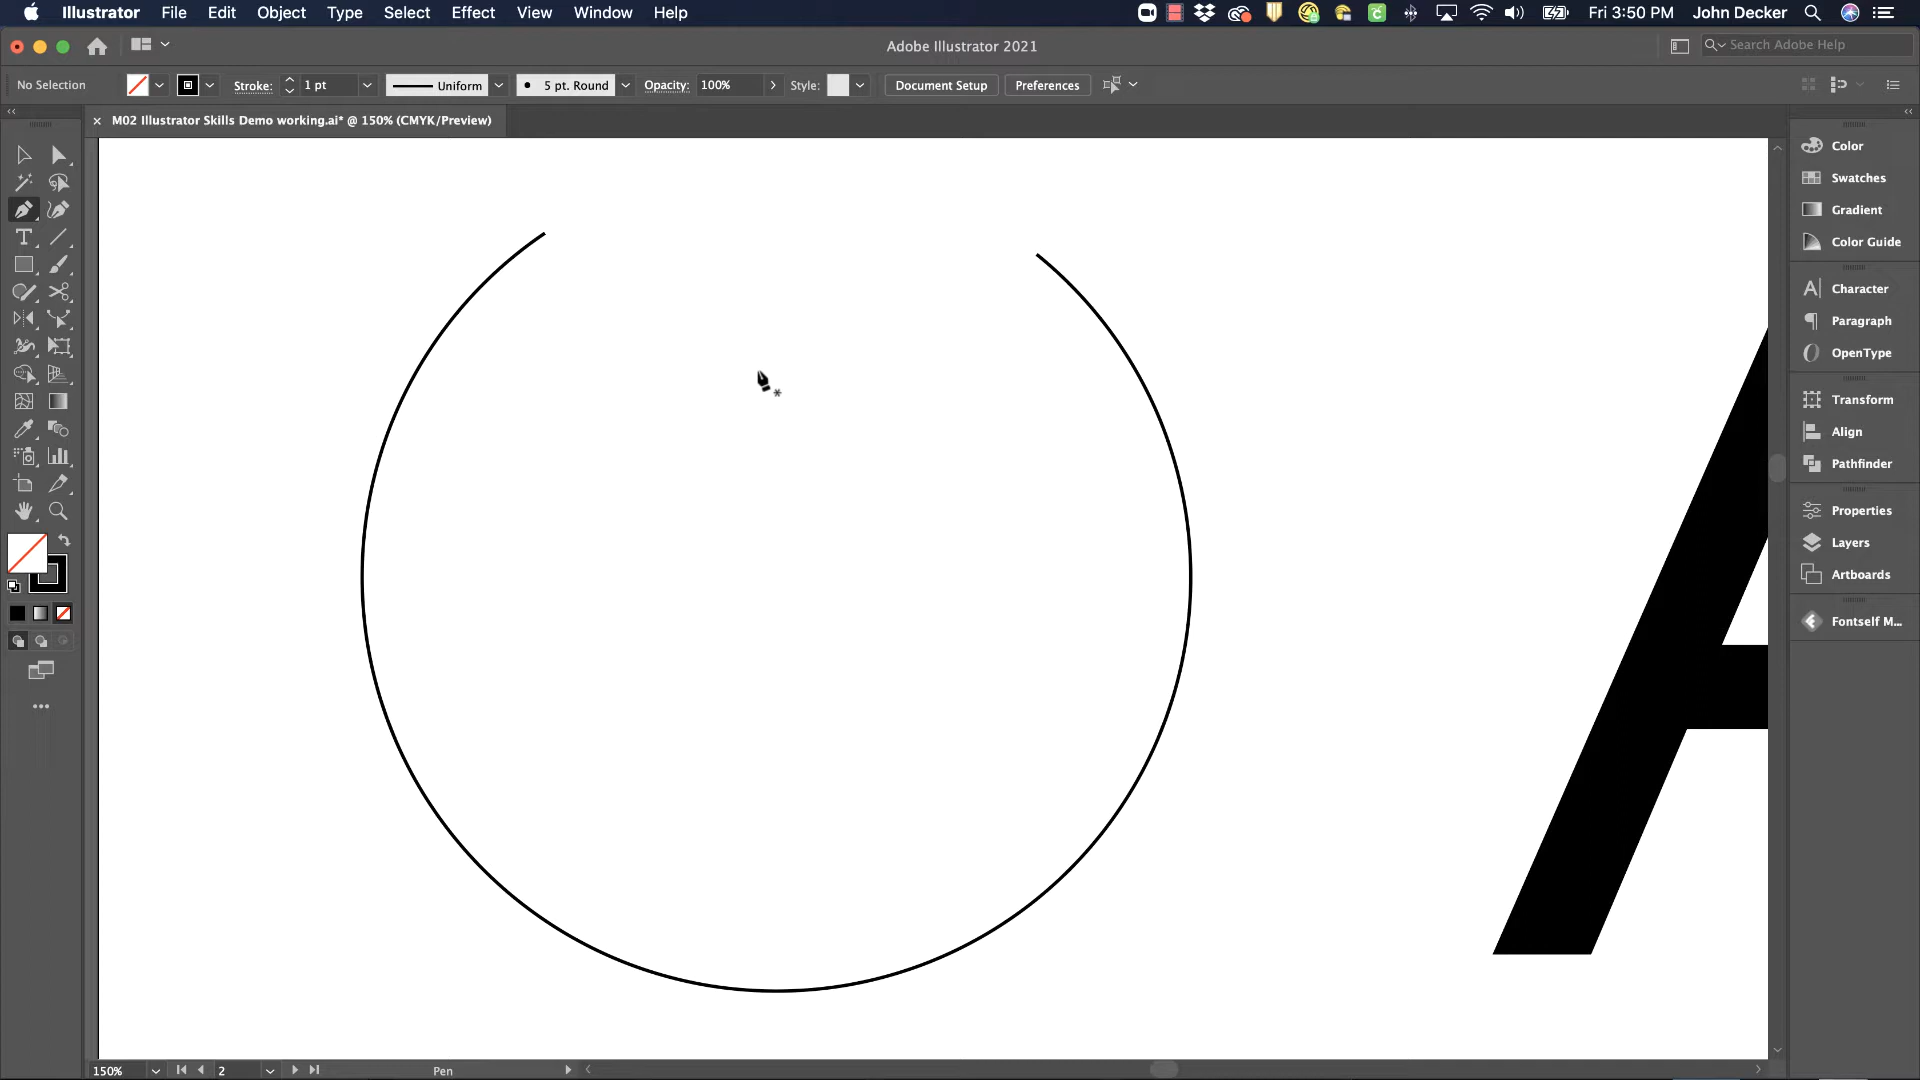 Illustrator File Edit Object Type Select Effect View Window Help Fri 3:50 PM John Decker
Adobe Illustrator 2021 Search Adobe Help
No Selection Stroke: 1 pt Uniform 5 pt. Round Opacity: 100% Style: Document Setup Preferences
M02 Illustrator Skills Demo working.ai* @ 150% (CMYK/Preview)
Color
Swatches
Gradient
Color Guide
Character
Paragraph
OpenType
Transform
Align
Pathfinder
Properties
Layers
Artboards
Fontself M...
150% 2 Pen